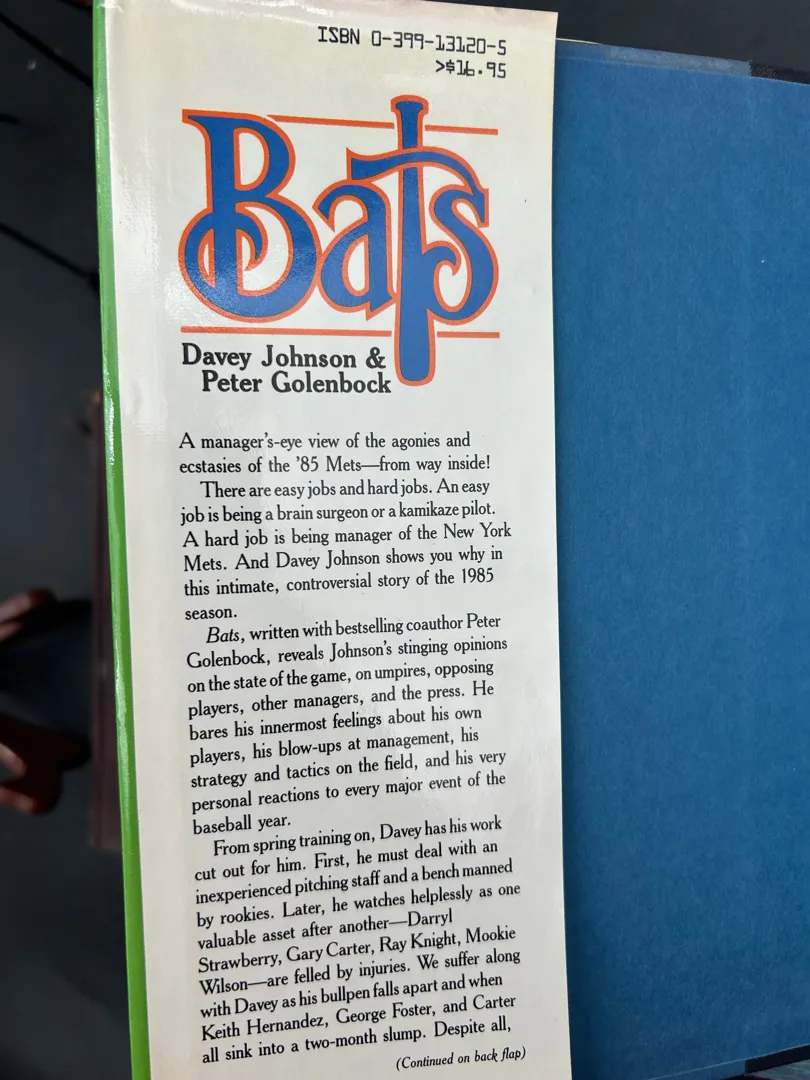 ISBN 0-399-13120-5
>$16.95
Bats
Davey Johnson &
Peter Golenbock
A manager's-eye view of the agonies and
ecstasies of the '85 Mets—from way inside!
There are easy jobs and hard jobs. An easy
job is being a brain surgeon or a kamikaze pilot.
A hard job is being manager of the New York
Mets. And Davey Johnson shows you why in
this intimate, controversial story of the 1985
season.
Bats, written with bestselling coauthor Peter
Golenbock, reveals Johnson's stinging opinions
on the state of the game, on umpires, opposing
players, other managers, and the press. He
bares his innermost feelings about his own
players, his blow-ups at management, his
strategy and tactics on the field, and his very
personal reactions to every major event of the
baseball year.
From spring training on, Davey has his work
cut out for him. First, he must deal with an
inexperienced pitching staff and a bench manned
by rookies. Later, he watches helplessly as one
valuable asset after another—Darryl
Strawberry, Gary Carter, Ray Knight, Mookie
Wilson—are felled by injuries. We suffer along
with Davey as his bullpen falls apart and when
Keith Hernandez, George Foster, and Carter
all sink into a two-month slump. Despite all,
(Continued on back flap)